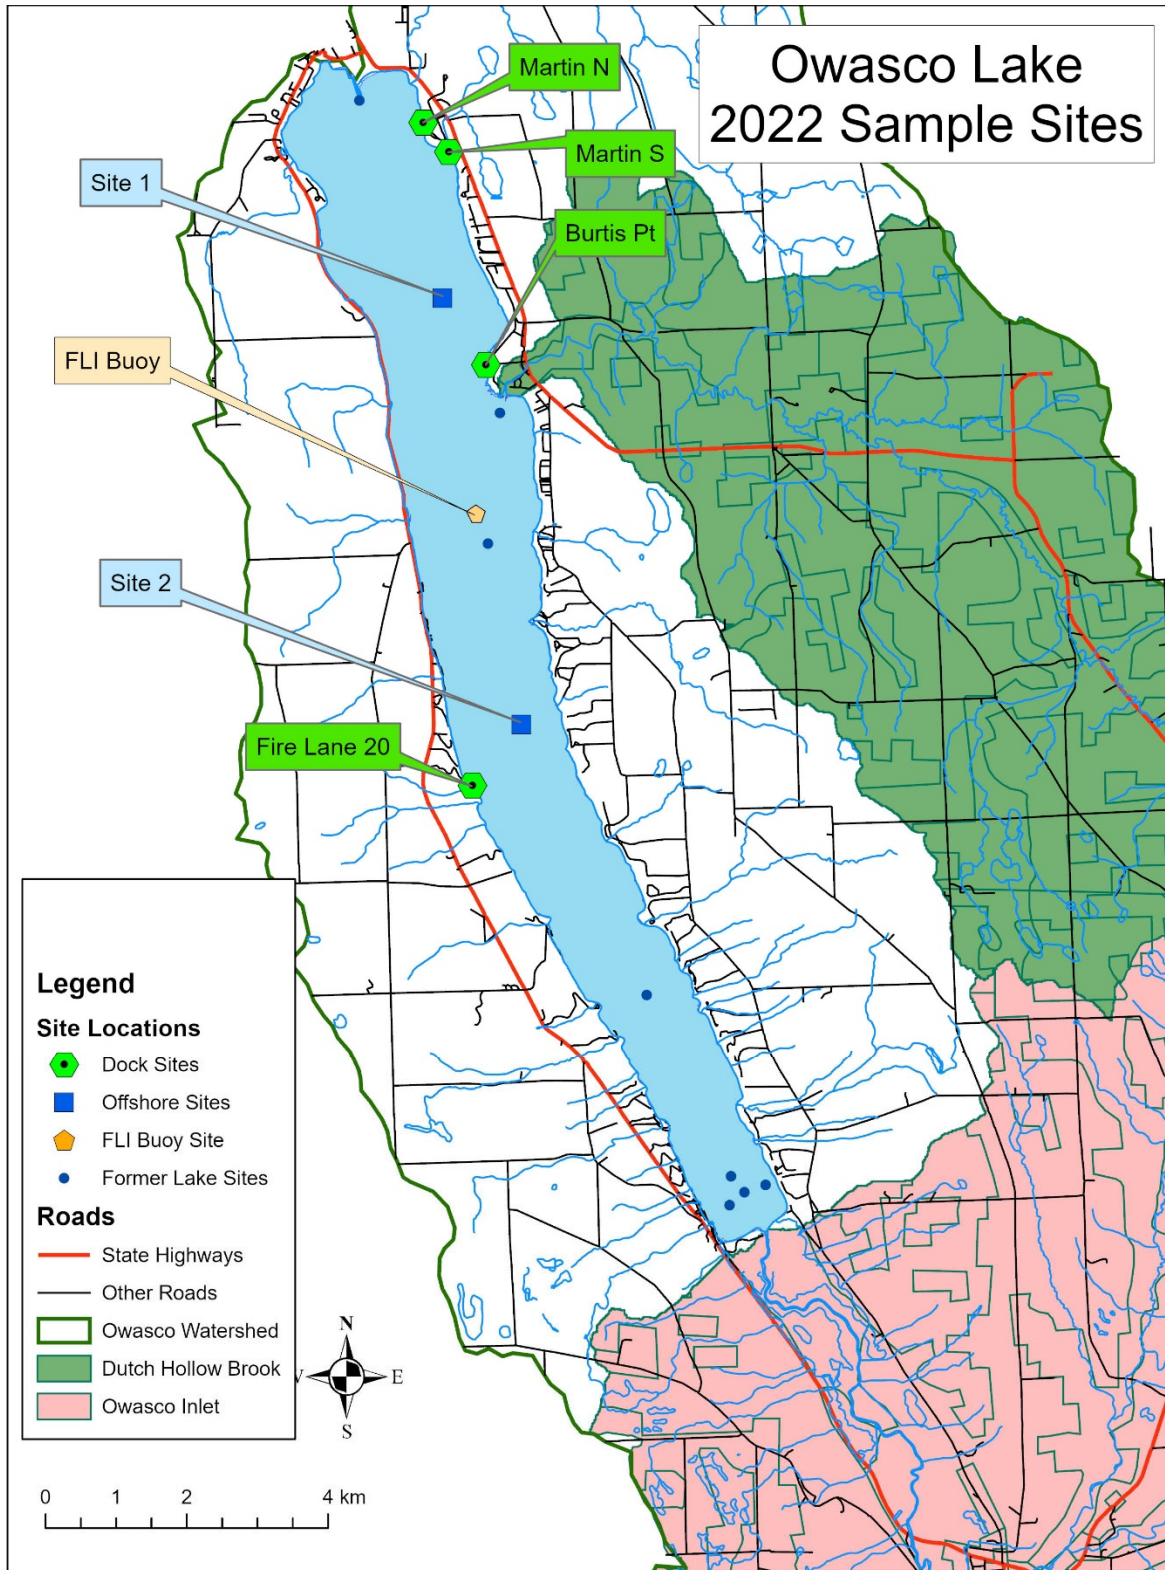 Owasco Lake
2022 Sample Sites
Martin N
Martin S
Site 1
Burtis Pt
FLI Buoy
Site 2
Fire Lane 20
Legend
Site Locations
Dock Sites
Offshore Sites
FLI Buoy Site
Former Lake Sites
Roads
State Highways
Other Roads
Owasco Watershed
Dutch Hollow Brook
Owasco Inlet
N
E
S
0 1 2 4 km